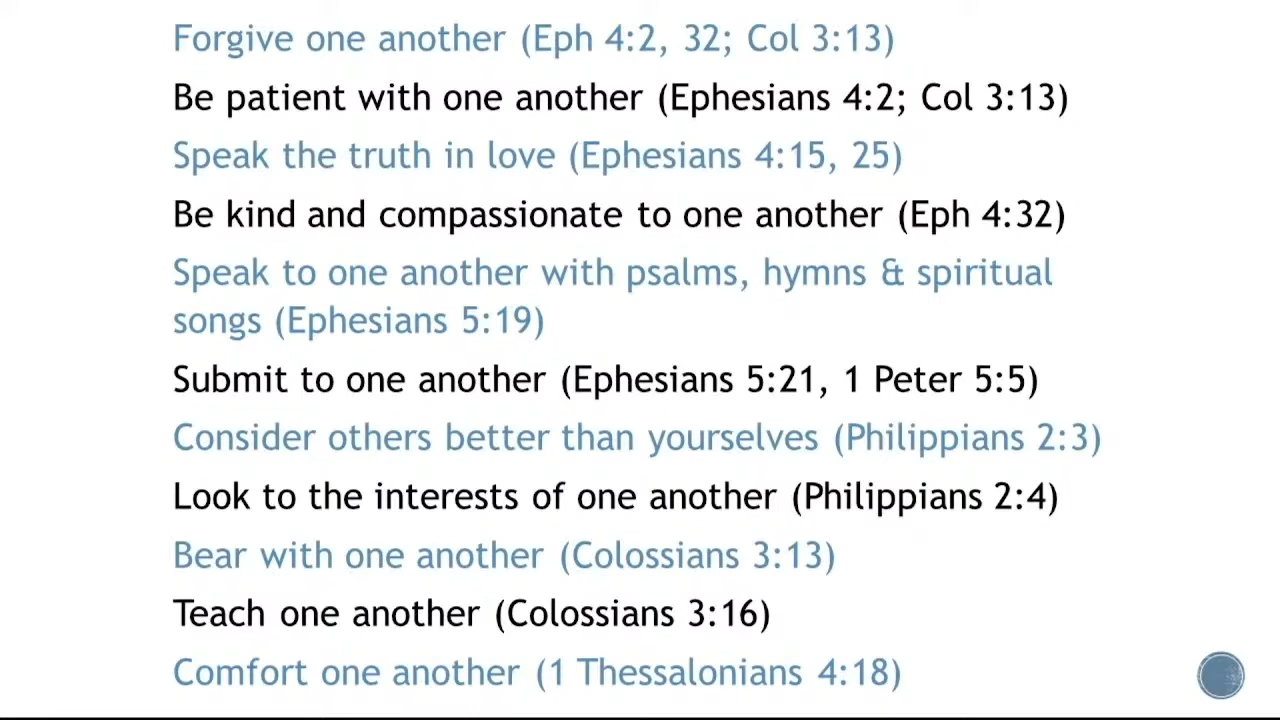 Forgive one another (Eph 4:2, 32; Col 3:13)
Be patient with one another (Ephesians 4:2; Col 3:13)
Speak the truth in love (Ephesians 4:15, 25)
Be kind and compassionate to one another (Eph 4:32)
Speak to one another with psalms, hymns & spiritual
songs (Ephesians 5:19)
Submit to one another (Ephesians 5:21, 1 Peter 5:5)
Consider others better than yourselves (Philippians 2:3)
Look to the interests of one another (Philippians 2:4)
Bear with one another (Colossians 3:13)
Teach one another (Colossians 3:16)
Comfort one another (1 Thessalonians 4:18)